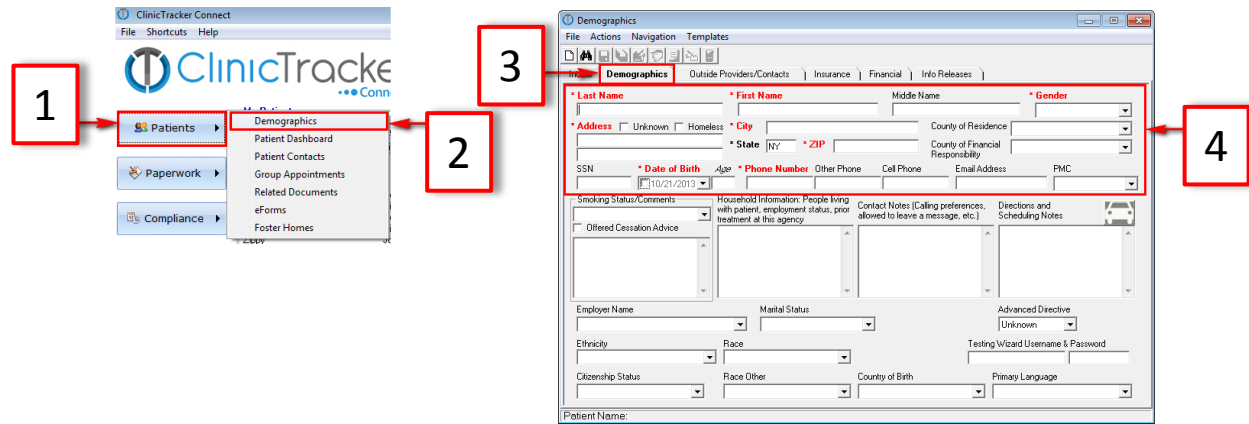 ClinicTracker Connect
File Shortcuts Help
ClinicTracke
Conn
1
Patients
Demographics
2
Patient Dashboard
Patient Contacts
Paperwork
Group Appointments
Related Documents
Compliance
eForms
Foster Homes
Zippy
Demographics
File Actions Navigation Templates
3
Demographics Outside Providers/Contacts Insurance Financial Info Releases
* Last Name * First Name Middle Name * Gender
* Address Unknown Homeless * City County of Residence
4
* State NY * ZIP County of Financial Responsibility
SSN * Date of Birth Age * Phone Number Other Phone Cell Phone Email Address PMC
10/21/2013
Smoking Status/Comments
Household Information: People living
with patient, employment status, prior
treatment at this agency
Contact Notes (Calling preferences,
allowed to leave a message, etc.)
Directions and
Scheduling Notes
Offered Cessation Advice
Employer Name Marital Status Advanced Directive
Unknown
Ethnicity Race Testing Wizard Username & Password
Citizenship Status Race Other Country of Birth Primary Language
Patient Name: